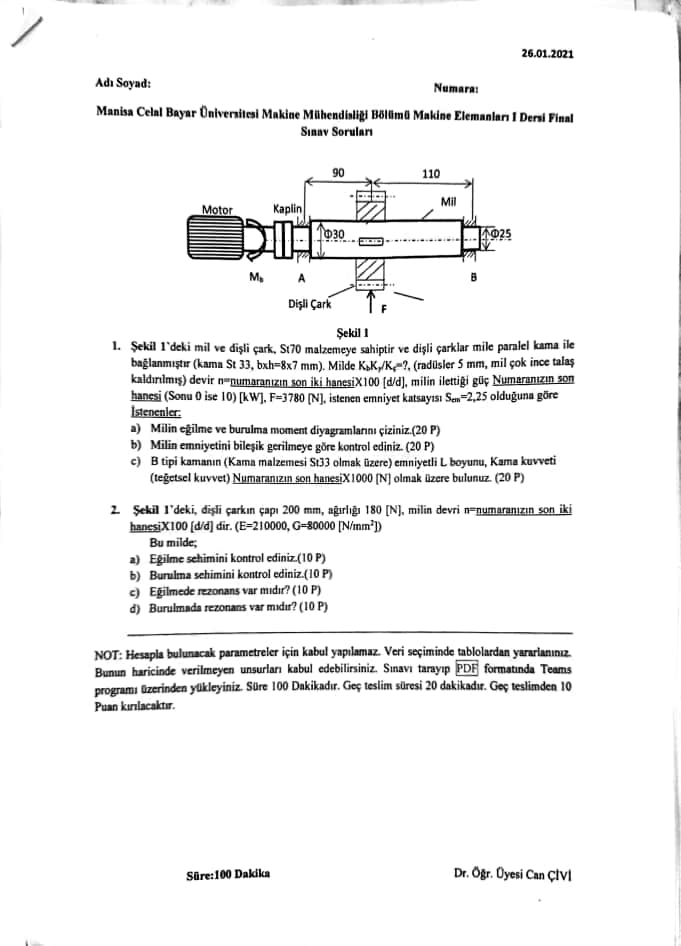 26.01.2021
Adı Soyad:
Numara:
Manisa Celal Bayar Üniversitesi Makine Mühendisliği Bölümü Makine Elemanları I Dersi Final
Sınav Soruları
90
110
Motor
Kaplin
Mil
Φ30
Φ25
Mb
A
B
Dişli Çark
F
Şekil 1
1. Şekil 1'deki mil ve dişli çark, St70 malzemeye sahiptir ve dişli çarklar mile paralel kama ile
bağlanmıştır (kama St 33, bxh=8x7 mm). Milde KbKy/Kç=?, (radüsler 5 mm, mil çok ince talaş
kaldırılmış) devir n=numaranızın son iki hanesiX100 [d/d], milin ilettiği güç Numaranızın son
hanesi (Sonu 0 ise 10) [kW], F=3780 [N], istenen emniyet katsayısı Sem=2,25 olduğuna göre
İstenenler:
a) Milin eğilme ve burulma moment diyagramlarını çiziniz.(20 P)
b) Milin emniyetini bileşik gerilmeye göre kontrol ediniz. (20 P)
c) B tipi kamanın (Kama malzemesi St33 olmak üzere) emniyetli L boyunu, Kama kuvveti
(teğetsel kuvvet) Numaranızın son hanesiX1000 [N] olmak üzere bulunuz. (20 P)
2. Şekil 1'deki, dişli çarkın çapı 200 mm, ağırlığı 180 [N], milin devri n=numaranızın son iki
hanesiX100 [d/d] dir. (E=210000, G=80000 [N/mm²])
Bu milde;
a) Eğilme sehimini kontrol ediniz.(10 P)
b) Burulma sehimini kontrol ediniz.(10 P)
c) Eğilmede rezonans var mıdır? (10 P)
d) Burulmada rezonans var mıdır? (10 P)
NOT: Hesapla bulunacak parametreler için kabul yapılamaz. Veri seçiminde tablolardan yararlanınız.
Bunun haricinde verilmeyen unsurları kabul edebilirsiniz. Sınavı tarayıp PDF formatında Teams
programı üzerinden yükleyiniz. Süre 100 Dakikadır. Geç teslim süresi 20 dakikadır. Geç teslimden 10
Puan kırılacaktır.
Süre:100 Dakika
Dr. Öğr. Üyesi Can ÇİVİ